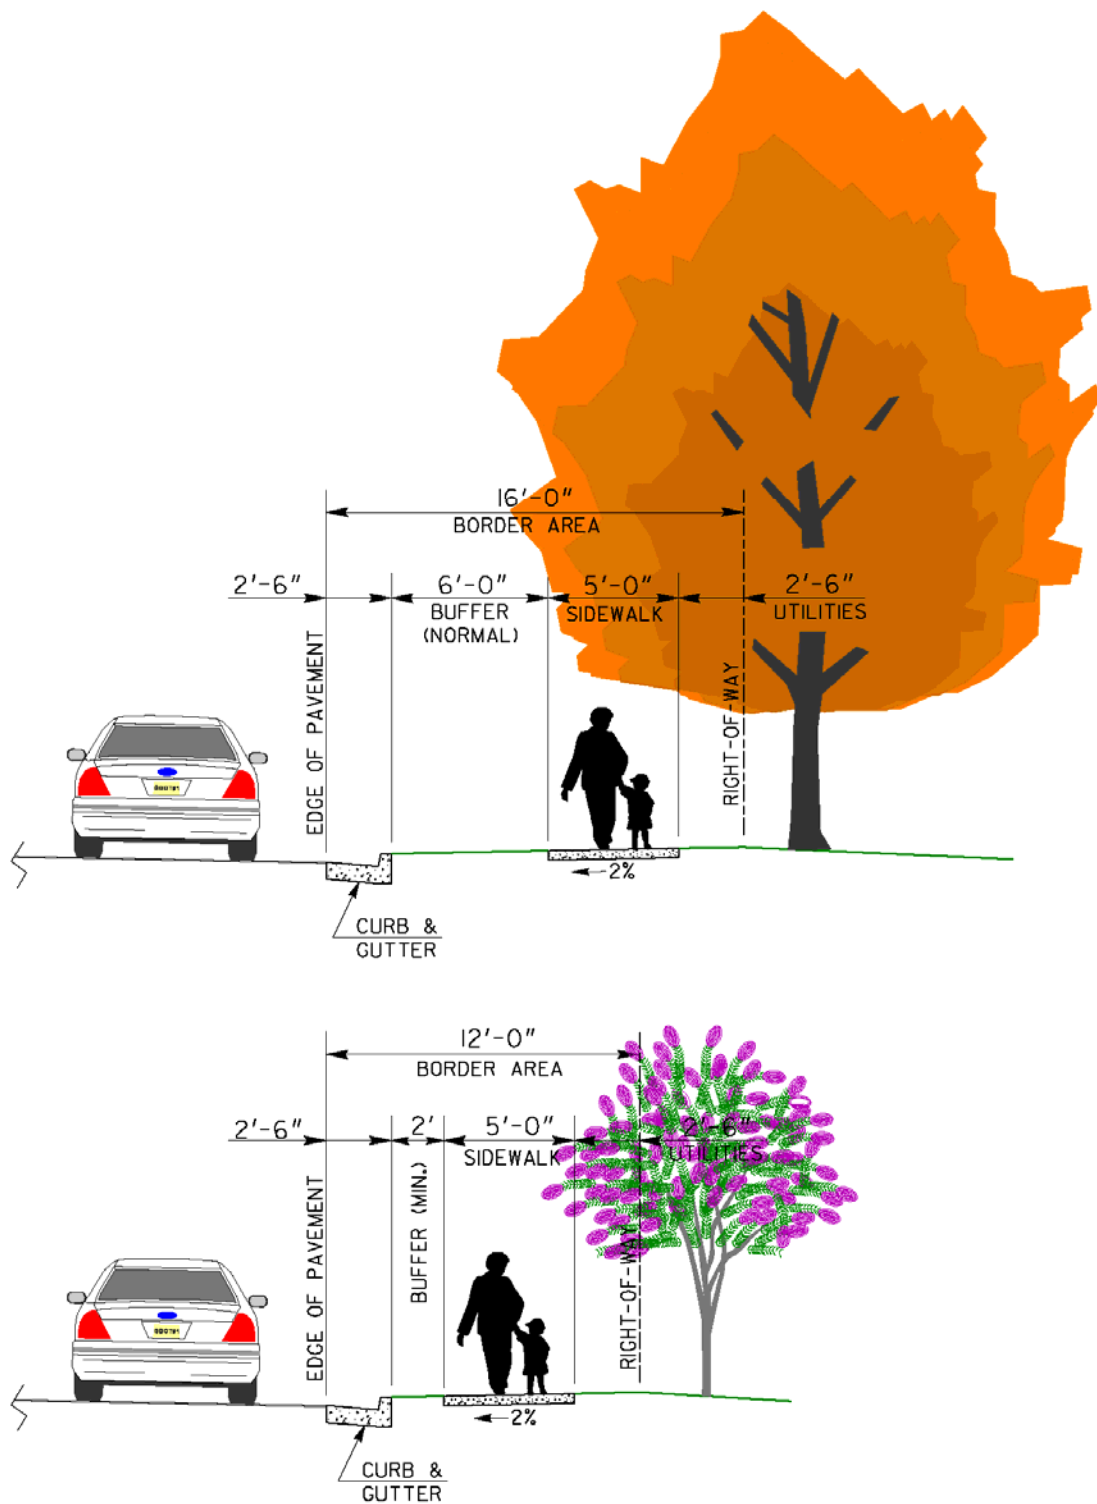 16'-0"
BORDER AREA
2'-6"
6'-0"
5'-0"
2'-6"
BUFFER
(NORMAL)
SIDEWALK
UTILITIES
EDGE OF PAVEMENT
RIGHT-OF-WAY
2%
CURB &
GUTTER
12'-0"
BORDER AREA
2'-6"
2'
5'-0"
2'-6"
SIDEWALK
UTILITIES
EDGE OF PAVEMENT
BUFFER (MIN.)
RIGHT-OF-WAY
2%
CURB &
GUTTER